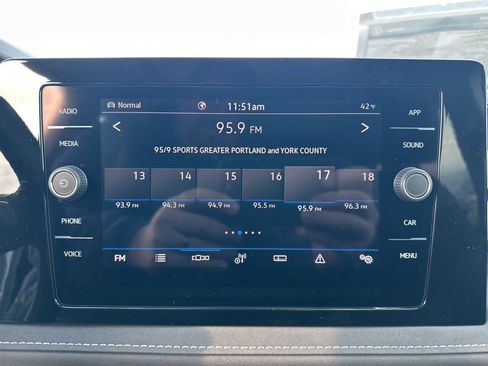 RADIO
MEDIA
PHONE
VOICE
Normal 11:51am 42°F
95.9 FM
95/9 SPORTS GREATER PORTLAND and YORK COUNTY
13 14 15 16 17 18
93.9 FM 94.3 FM 94.9 FM 95.5 FM 95.9 FM 96.3 FM
FM
APP
SOUND
CAR
MENU